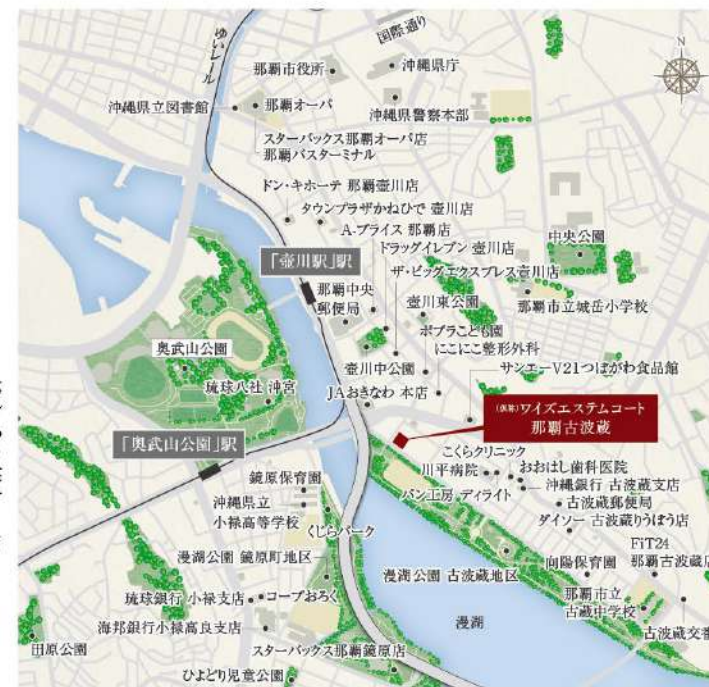 国際通り
ゆいレール
那覇市役所
沖縄県庁
N
沖縄県立図書館
那覇オーパ
沖縄県警察本部
スターバックス那覇オーパ店
那覇バスターミナル
ドン・キホーテ 那覇壺川店
タウンプラザかねひで 壺川店
A-プライス 那覇店
ドラッグイレブン 壺川店
中央公園
「壺川駅」駅
ザ・ビッグエクスプレス壺川店
那覇中央
郵便局
壺川東公園
那覇市立城岳小学校
ポプラこども園
奥武山公園
にこにこ整形外科
壺川中公園
サンエーV21つぼがわ食品館
琉球八社 沖宮
JAおきなわ 本店
(仮称)ワイズエステムコート
那覇古波蔵
「奥武山公園」駅
こくらクリニック
川平病院
おおはし歯科医院
鏡原保育園
沖縄銀行 古波蔵支店
パン工房 ディライト
沖縄県立
小禄高等学校
古波蔵郵便局
くじらパーク
ダイソー 古波蔵りうぼう店
FiT24
那覇古波蔵店
漫湖公園 鏡原町地区
向陽保育園
漫湖公園 古波蔵地区
那覇市立
古蔵中学校
琉球銀行 小禄支店
コープおろく
漫湖
海邦銀行小禄高良支店
古波蔵交番
田原公園
スターバックス那覇鏡原店
ひよどり児童公園